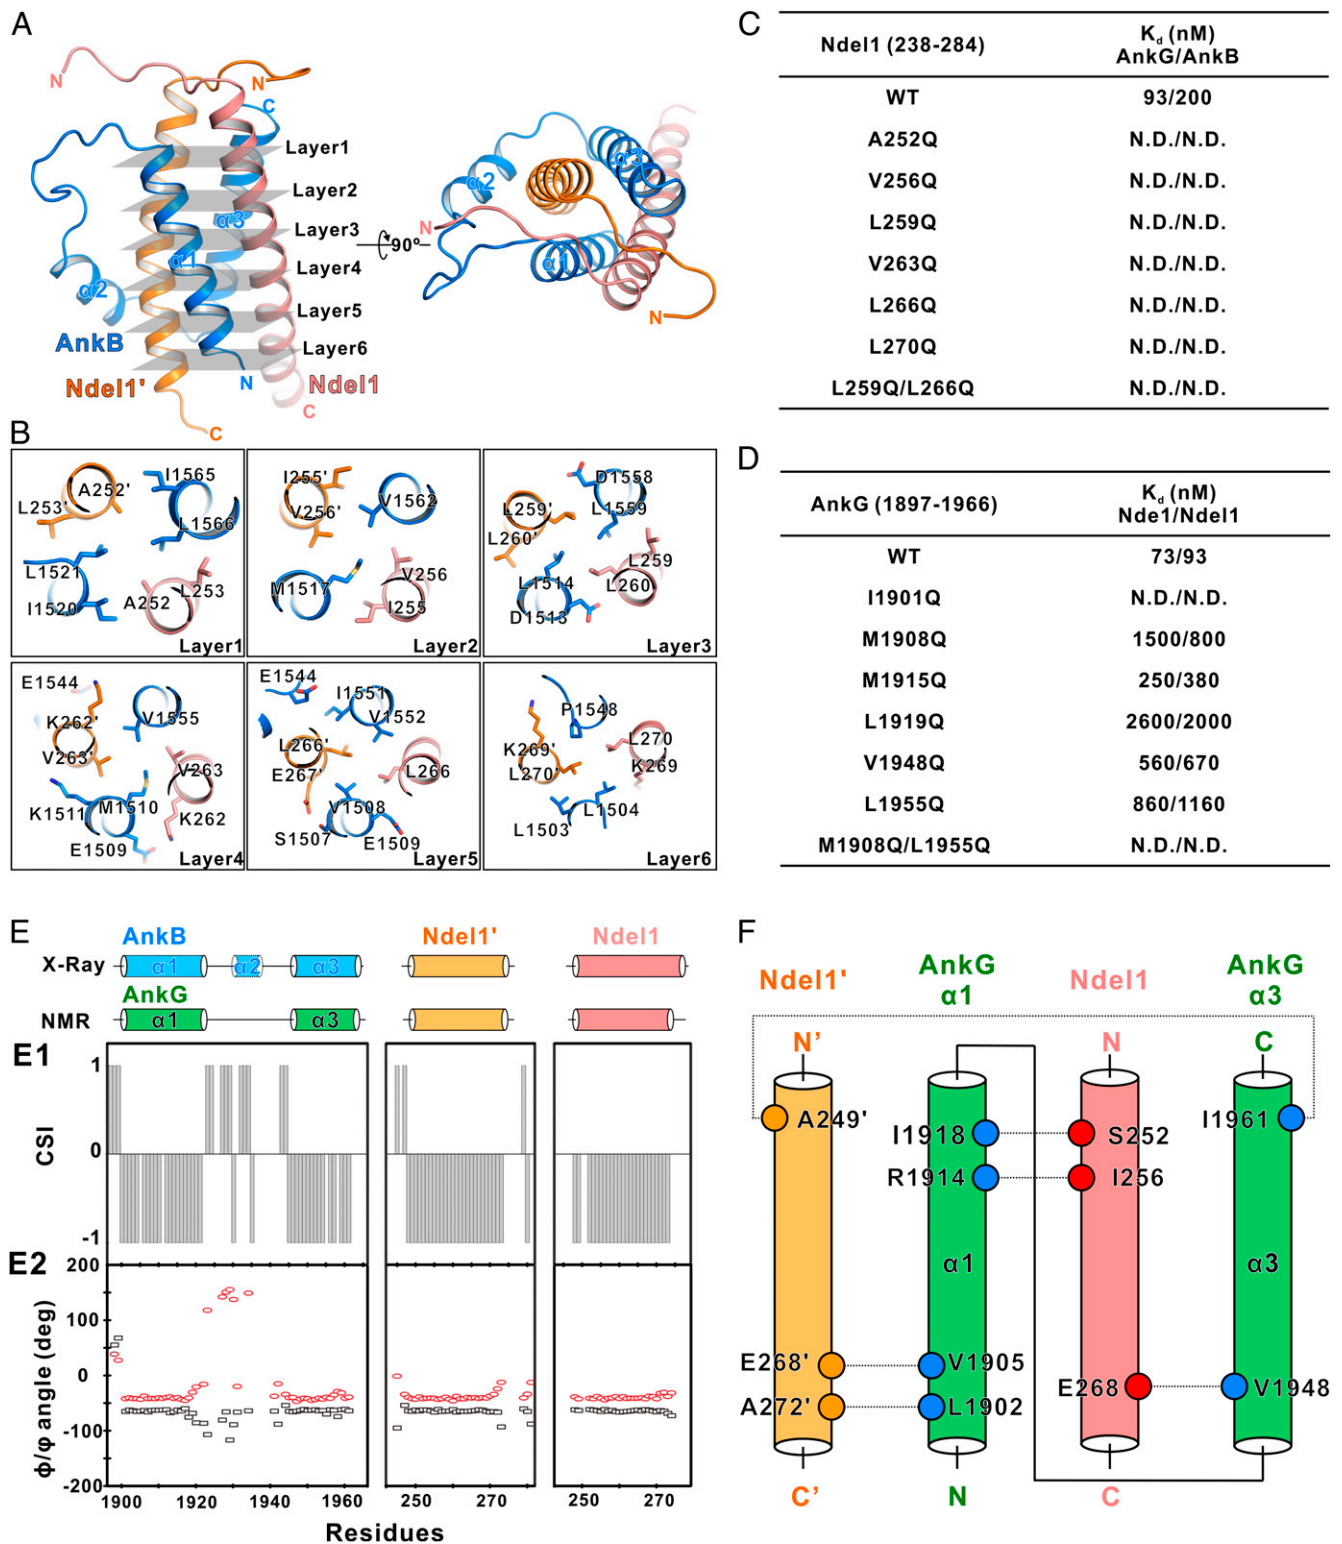 A
N
N
C
Layer1
Layer2
α3
Layer3
α1
Layer4
α2
Layer5
AnkB
Layer6
N
Ndel1'
Ndel1
C
C
90°
α3
α2
N
α1
N
B
I1565
A252'
L253'
L1566
L1521
L253
A252
I1520
Layer1
I255'
V1562
V256'
V256
M1517
I255
Layer2
D1558
L259'
L1559
L260'
L259
L1514
L260
D1513
Layer3
E1544
K262'
V1555
V263'
V263
M1510
K1511
K262
E1509
Layer4
E1544
I1551
V1552
L266'
L266
E267'
V1508
S1507
E1509
Layer5
P1548
L270
K269'
K269
L270'
L1504
L1503
Layer6
C
Ndel1 (238-284) Kd (nM) AnkG/AnkB
WT 93/200
A252Q N.D./N.D.
V256Q N.D./N.D.
L259Q N.D./N.D.
V263Q N.D./N.D.
L266Q N.D./N.D.
L270Q N.D./N.D.
L259Q/L266Q N.D./N.D.
D
AnkG (1897-1966) Kd (nM) Nde1/Ndel1
WT 73/93
I1901Q N.D./N.D.
M1908Q 1500/800
M1915Q 250/380
L1919Q 2600/2000
V1948Q 560/670
L1955Q 860/1160
M1908Q/L1955Q N.D./N.D.
E
AnkB Ndel1' Ndel1
X-Ray α1 α2 α3
AnkG
NMR α1 α3
E1
1
CSI
0
-1
E2
200
100
ϕ/φ angle (deg)
0
-100
-200
1900 1920 1940 1960 250 270 250 270
Residues
F
Ndel1' AnkG α1 Ndel1 AnkG α3
N' N C
A249' I1918 S252 I1961
R1914 I256
α1 α3
E268' V1905 E268 V1948
A272' L1902
C' N C